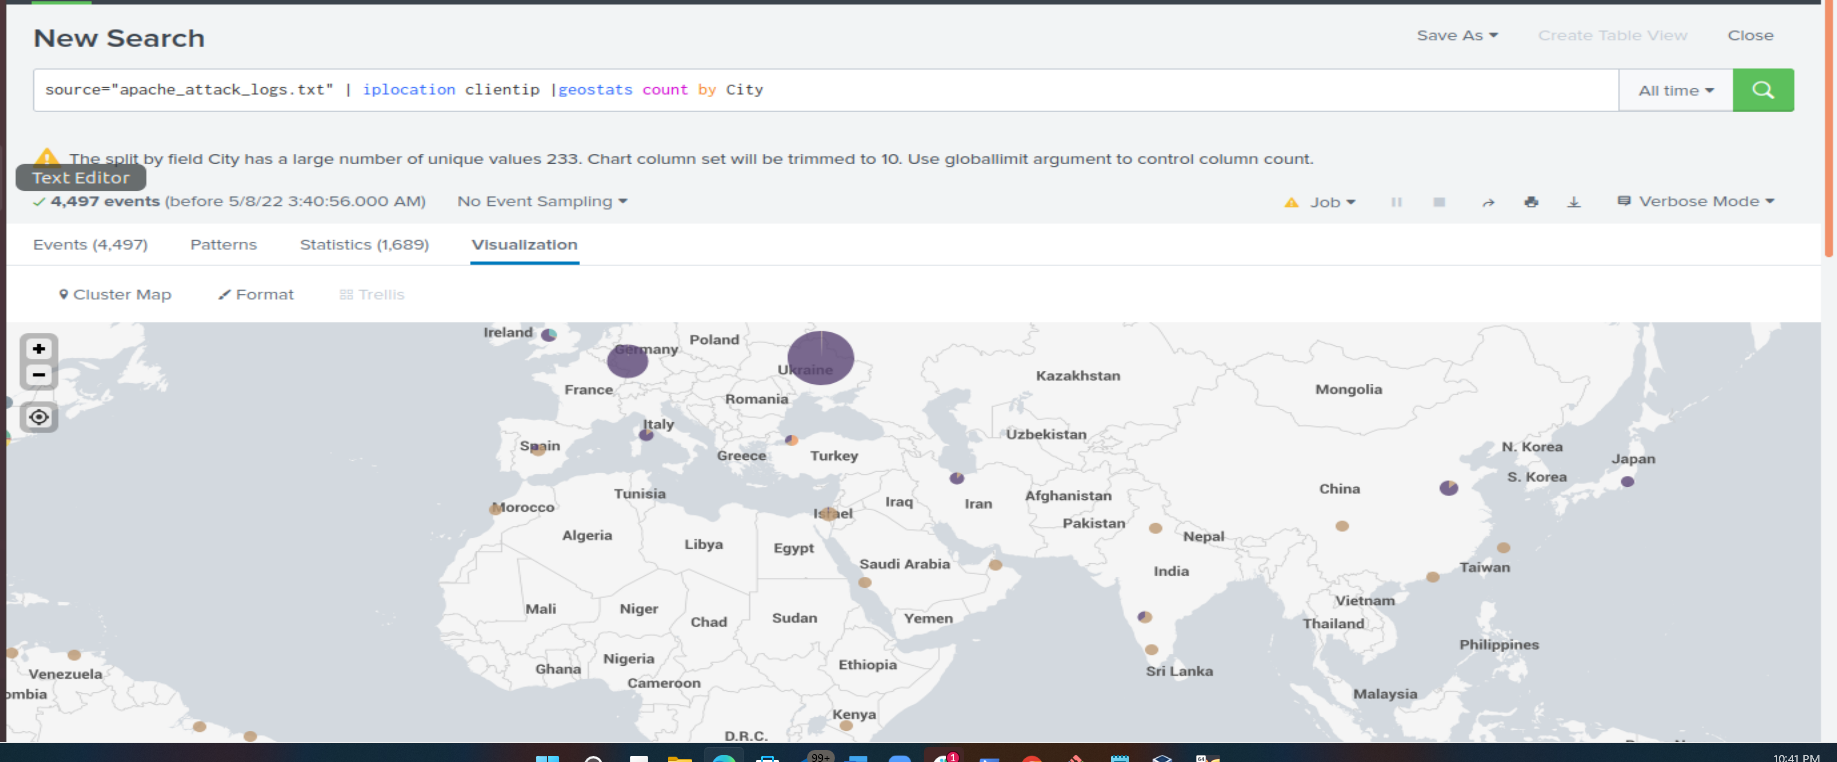 New Search
Save As
Create Table View
Close
source="apache_attack_logs.txt" | iplocation clientip |geostats count by City
All time
The split by field City has a large number of unique values 233. Chart column set will be trimmed to 10. Use globallimit argument to control column count.
Text Editor
4,497 events (before 5/8/22 3:40:56.000 AM)
No Event Sampling
Job
Verbose Mode
Events (4,497)
Patterns
Statistics (1,689)
Visualization
Cluster Map
Format
Trellis
+
−
Ireland
Poland
Germany
Ukraine
Kazakhstan
Mongolia
France
Romania
Italy
Uzbekistan
Spain
Greece
Turkey
N. Korea
Japan
S. Korea
Tunisia
Iraq
Iran
Afghanistan
China
Morocco
Israel
Pakistan
Algeria
Libya
Egypt
Nepal
Saudi Arabia
India
Taiwan
Mali
Niger
Chad
Sudan
Yemen
Vietnam
Thailand
Philippines
Venezuela
ombia
Ghana
Nigeria
Cameroon
Ethiopia
Sri Lanka
Malaysia
Kenya
D.R.C.
99+
1
64
10:41 PM